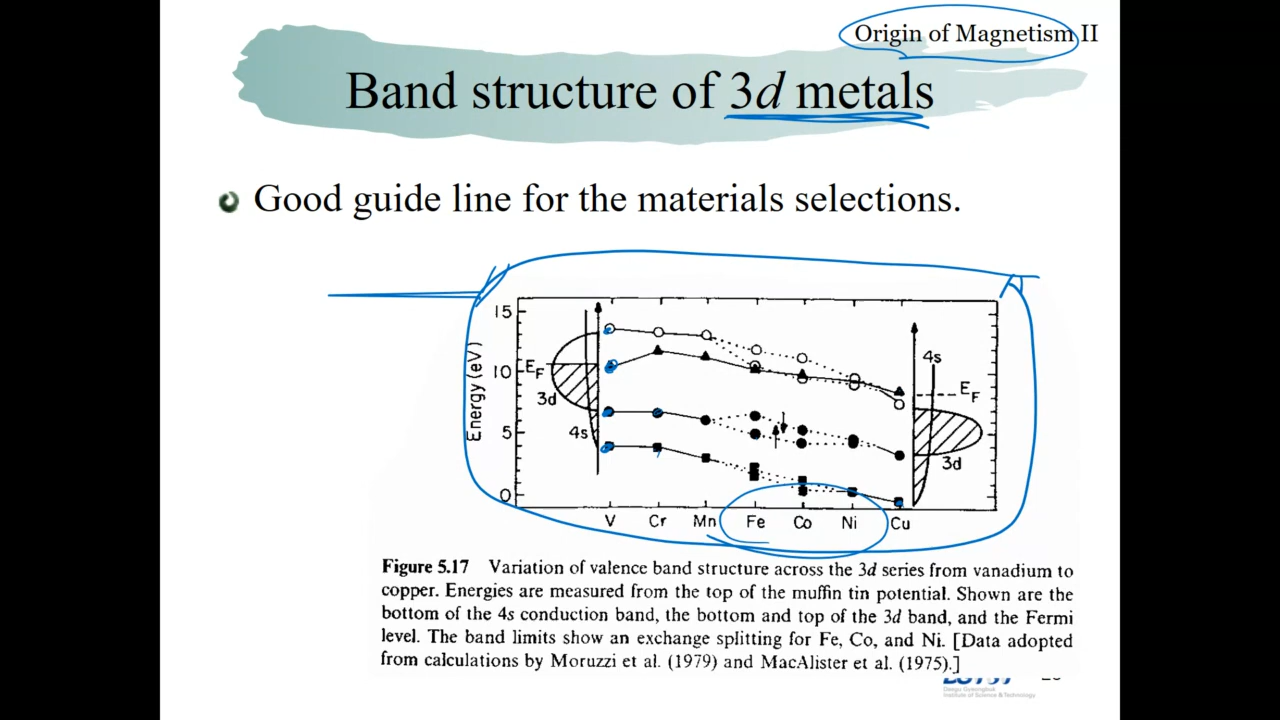 Origin of Magnetism II
Band structure of 3d metals
Good guide line for the materials selections.
15
10
5
0
Energy (eV)
EF
3d
4s
4s
EF
3d
V Cr Mn Fe Co Ni Cu
Figure 5.17 Variation of valence band structure across the 3d series from vanadium to
copper. Energies are measured from the top of the muffin tin potential. Shown are the
bottom of the 4s conduction band, the bottom and top of the 3d band, and the Fermi
level. The band limits show an exchange splitting for Fe, Co, and Ni. [Data adopted
from calculations by Moruzzi et al. (1979) and MacAlister et al. (1975).]
Institute of Science & Technology